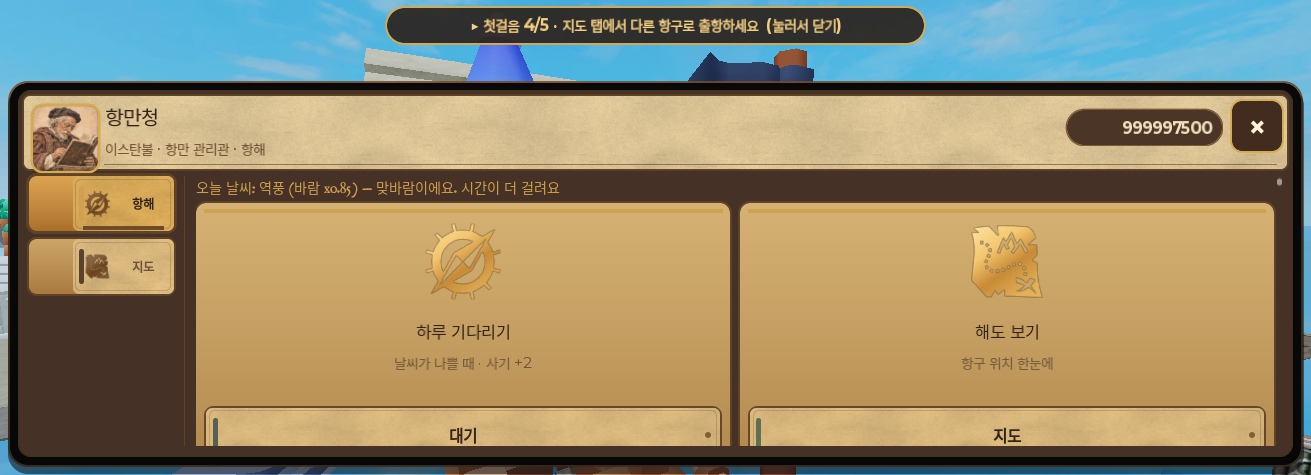 ▸ 첫걸음 4/5 · 지도 탭에서 다른 항구로 출항하세요 (눌러서 닫기)
항만청
이스탄불 · 항만 관리관 · 항해
999997500
×
항해
지도
오늘 날씨: 역풍 (바람 x0.85) — 맞바람이에요. 시간이 더 걸려요
하루 기다리기
날씨가 나쁠 때 · 사기 +2
대기
해도 보기
항구 위치 한눈에
지도